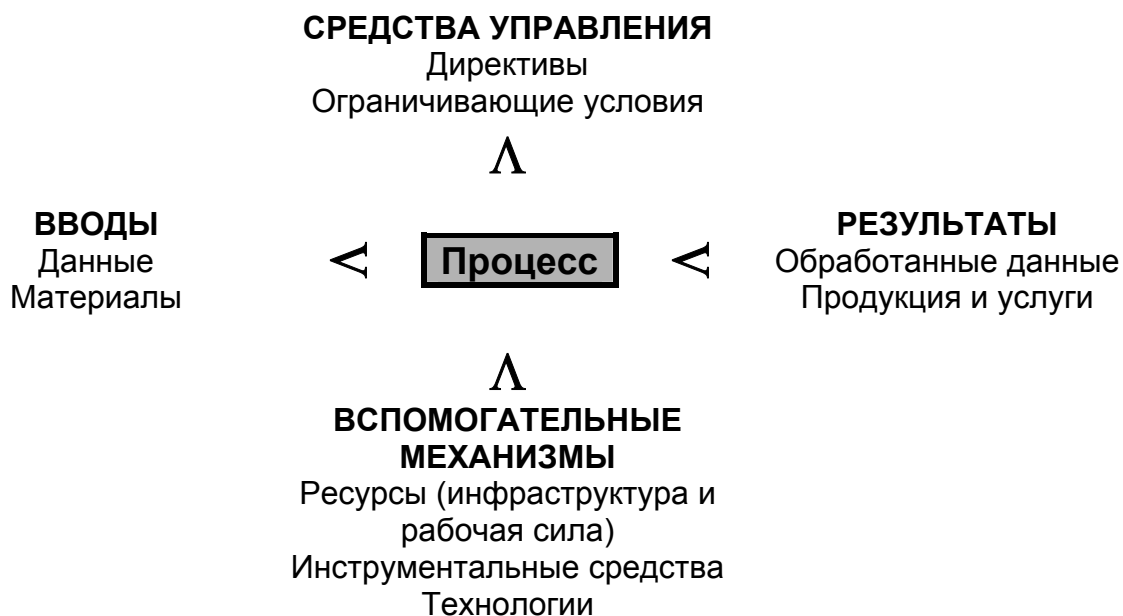 СРЕДСТВА УПРАВЛЕНИЯ
Директивы
Ограничивающие условия
Λ
ВВОДЫ
Данные
Материалы
<
Процесс
<
РЕЗУЛЬТАТЫ
Обработанные данные
Продукция и услуги
Λ
ВСПОМОГАТЕЛЬНЫЕ
МЕХАНИЗМЫ
Ресурсы (инфраструктура и
рабочая сила)
Инструментальные средства
Технологии